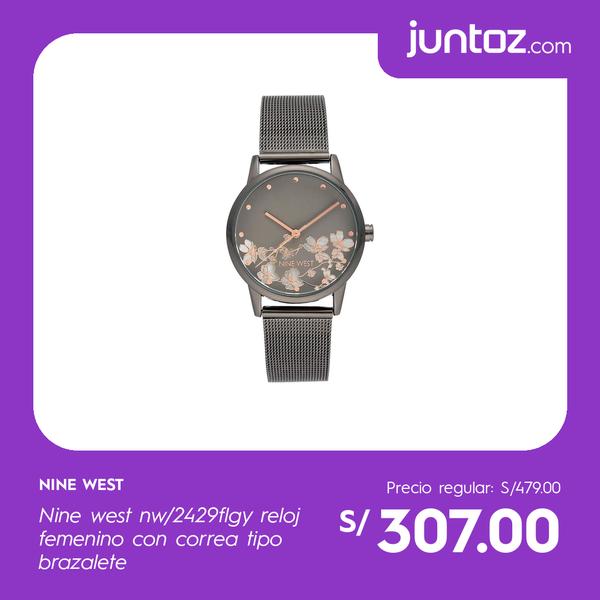 juntoz.com
NINE WEST
NINE WEST
Nine west nw/2429flgy reloj
femenino con correa tipo
brazalete
Precio regular: S/479.00
S/ 307.00